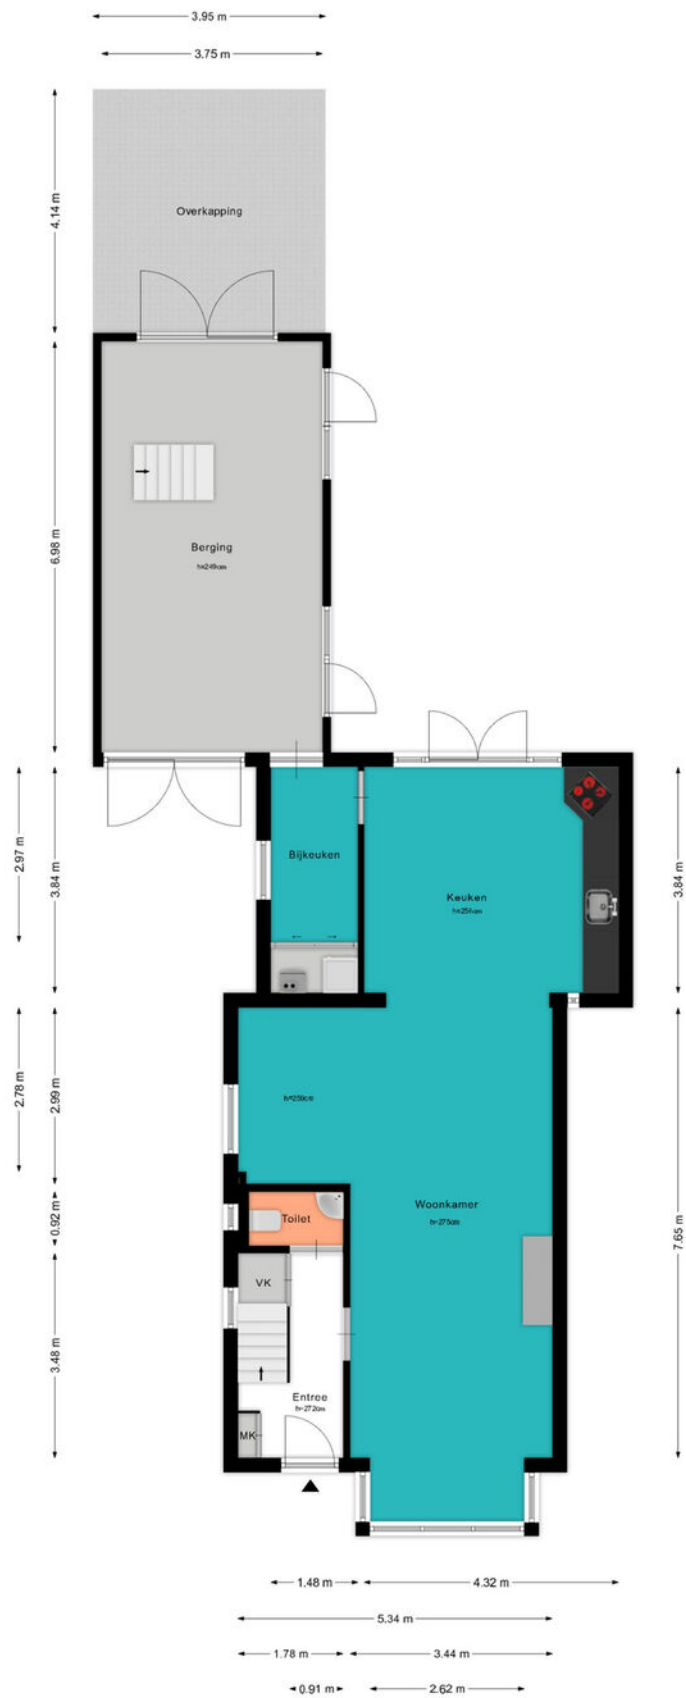 3.95 m
3.75 m
4.14 m
Overkapping
6.98 m
Berging
h=249cm
2.97 m
3.84 m
Bijkeuken
Keuken
h=256cm
3.84 m
2.78 m
2.99 m
h=259cm
0.92 m
Toilet
Woonkamer
h=275cm
7.65 m
VK
3.48 m
Entree
h=272cm
MK
1.48 m
4.32 m
5.34 m
1.78 m
3.44 m
0.91 m
2.62 m